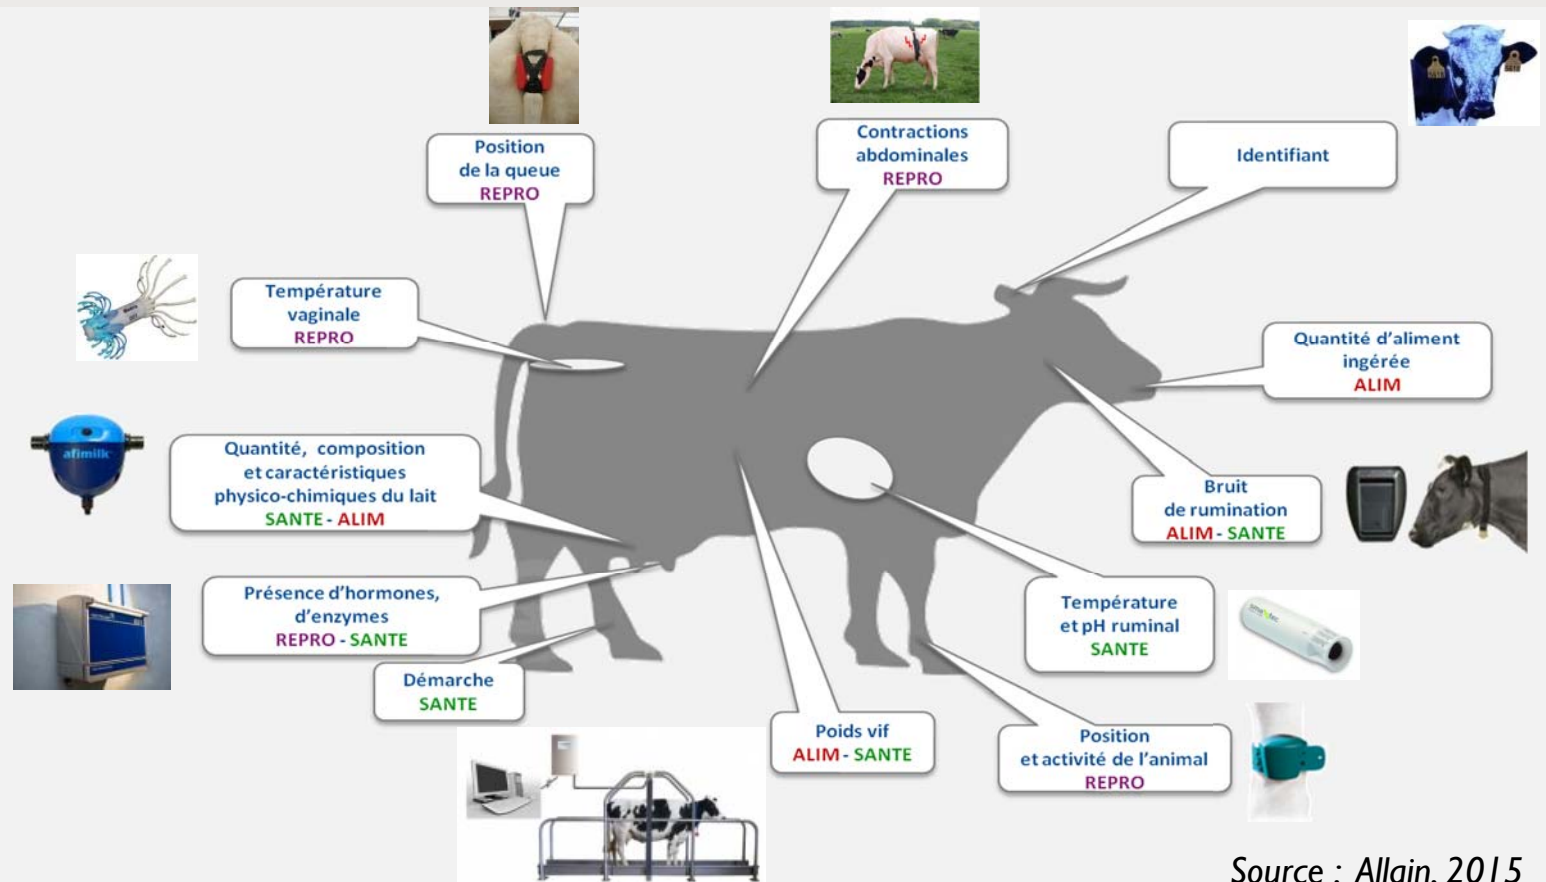 Position
de la queue
REPRO
Contractions
abdominales
REPRO
Identifiant
Température
vaginale
REPRO
Quantité d'aliment
ingérée
ALIM
afimilk
Quantité, composition
et caractéristiques
physico-chimiques du lait
SANTE - ALIM
Bruit
de rumination
ALIM - SANTE
Présence d'hormones,
d'enzymes
REPRO - SANTE
Température
et pH ruminal
SANTE
Démarche
SANTE
Poids vif
ALIM - SANTE
Position
et activité de l'animal
REPRO
Source : Allain, 2015